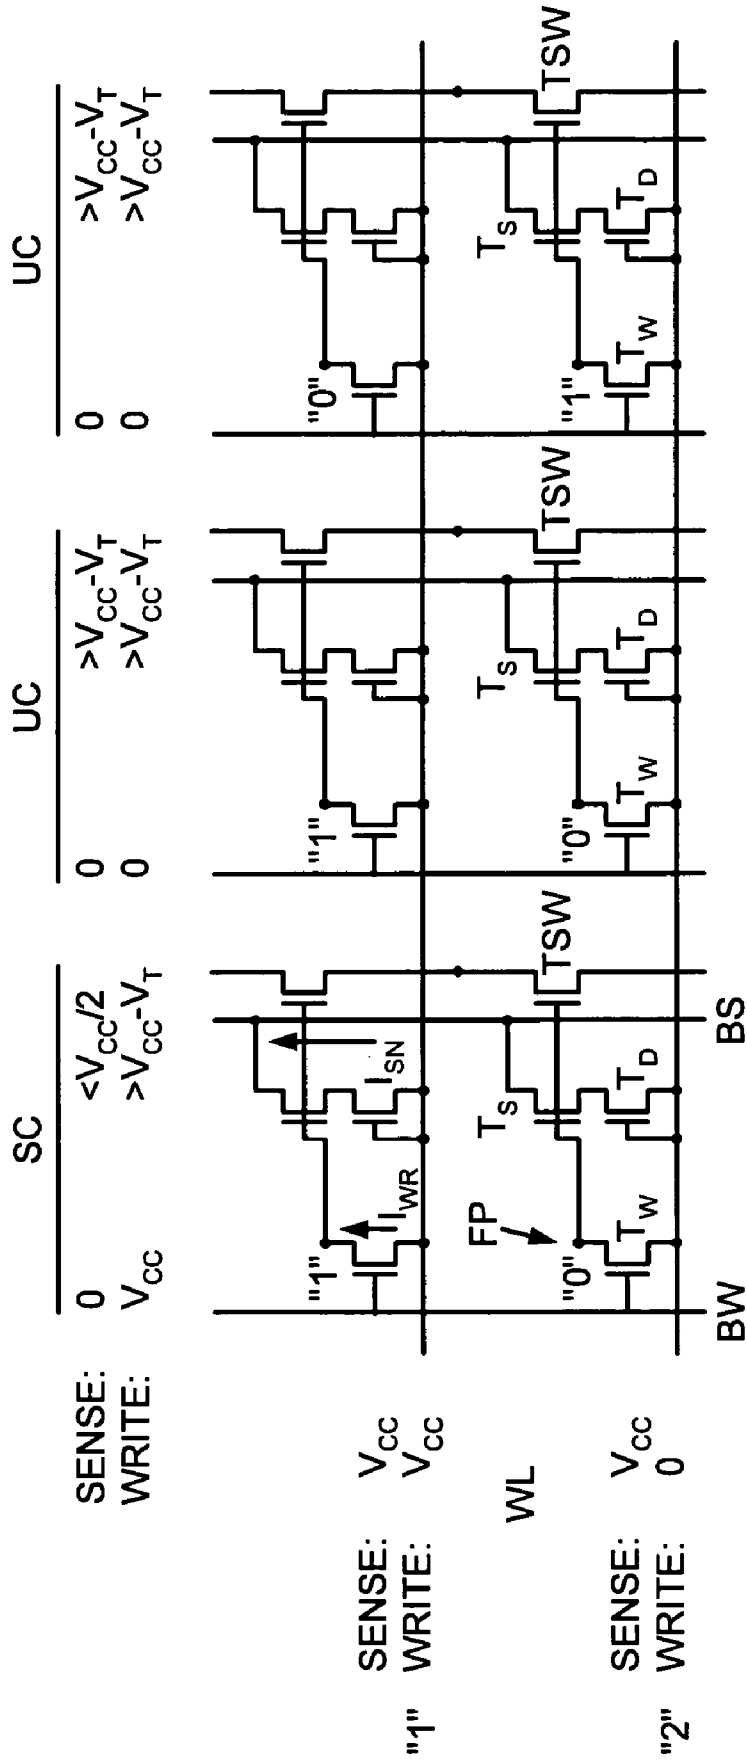 SC UC UC
SENSE: 0 <VCC/2 0 >VCC-VT 0 >VCC-VT
WRITE: VCC >VCC-VT 0 >VCC-VT 0 >VCC-VT
"1" "1" "0"
IWR ISN
"1" SENSE: VCC
WRITE: VCC
WL
FP TS TSW TS TSW TS TSW
"0" "0" "1"
TW TD TW TD TW TD
"2" SENSE: VCC
WRITE: 0
BW BS